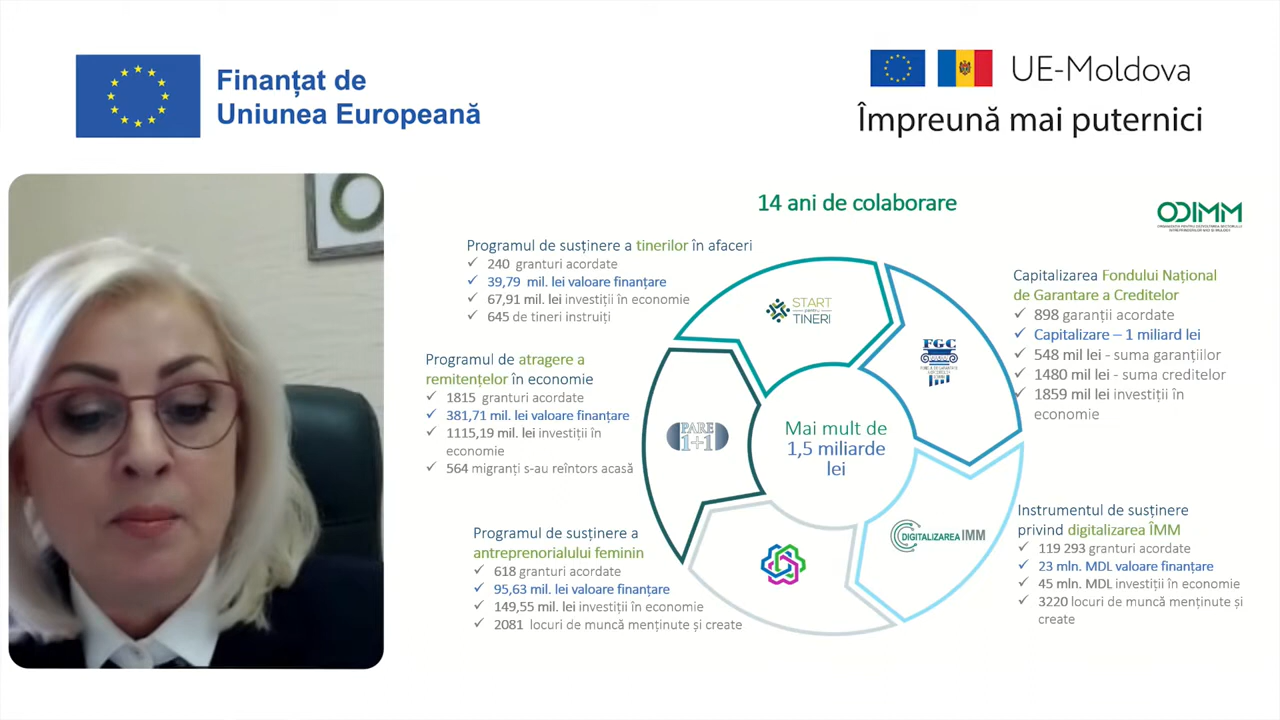 Finanțat de
Uniunea Europeană
UE-Moldova
Împreună mai puternici
14 ani de colaborare
ODIMM
Programul de susținere a tinerilor în afaceri
✓ 240 granturi acordate
✓ 39,79 mil. lei valoare finanțare
✓ 67,91 mil. lei investiții în economie
✓ 645 de tineri instruiți
Programul de atragere a
remitențelor în economie
✓ 1815 granturi acordate
✓ 381,71 mil. lei valoare finanțare
✓ 1115,19 mil. lei investiții în
economie
✓ 564 migranți s-au reîntors acasă
Programul de susținere a
antreprenorialului feminin
✓ 618 granturi acordate
✓ 95,63 mil. lei valoare finanțare
✓ 149,55 mil. lei investiții în economie
✓ 2081 locuri de muncă menținute și create
START
pentru
TINERI
FGC
PARE
1+1
Mai mult de
1,5 miliarde
lei
DIGITALIZAREA IMM
Capitalizarea Fondului Național
de Garantare a Creditelor
✓ 898 garanții acordate
✓ Capitalizare – 1 miliard lei
✓ 548 mil lei - suma garanțiilor
✓ 1480 mil lei - suma creditelor
✓ 1859 mil lei investiții în
economie
Instrumentul de susținere
privind digitalizarea ÎMM
✓ 119 293 granturi acordate
✓ 23 mln. MDL valoare finanțare
✓ 45 mln. MDL investiții în economie
✓ 3220 locuri de muncă menținute și
create